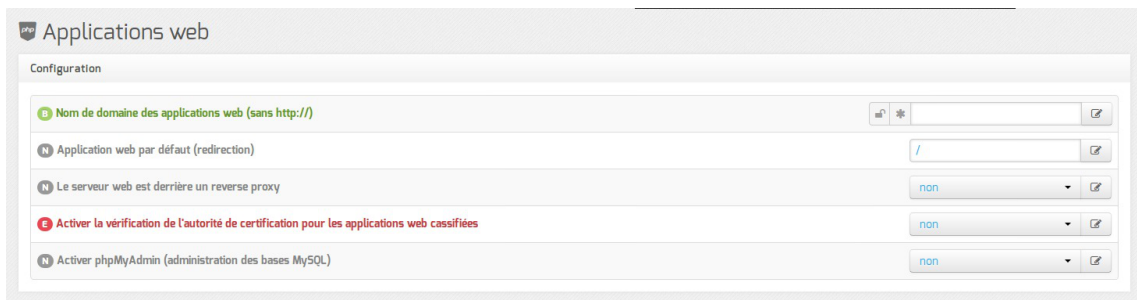 php Applications web
Configuration
B Nom de domaine des applications web (sans http://)
N Application web par défaut (redirection) /
N Le serveur web est derrière un reverse proxy non
E Activer la vérification de l'autorité de certification pour les applications web cassifiées non
N Activer phpMyAdmin (administration des bases MySQL) non